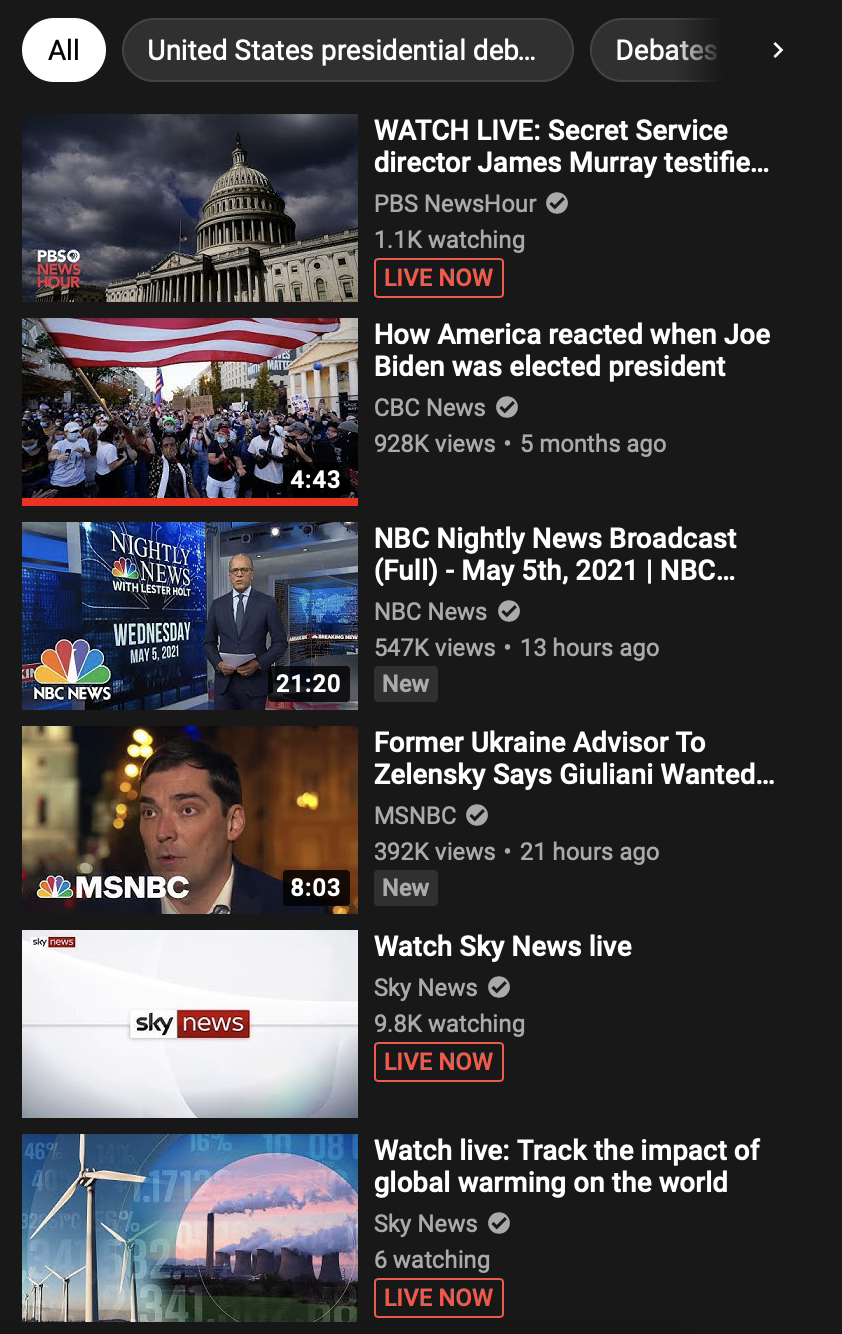 All
United States presidential deb...
Debates
WATCH LIVE: Secret Service
director James Murray testifie...
PBS NewsHour
1.1K watching
LIVE NOW
PBS
NEWS
HOUR
How America reacted when Joe
Biden was elected president
CBC News
928K views • 5 months ago
4:43
NBC Nightly News Broadcast
(Full) - May 5th, 2021 | NBC...
NBC News
547K views • 13 hours ago
New
NIGHTLY
NEWS
WITH LESTER HOLT
WEDNESDAY
MAY 5, 2021
BREAKING NEWS
NBC NEWS
21:20
Former Ukraine Advisor To
Zelensky Says Giuliani Wanted...
MSNBC
392K views • 21 hours ago
New
MSNBC
8:03
Watch Sky News live
Sky News
9.8K watching
LIVE NOW
sky news
sky news
Watch live: Track the impact of
global warming on the world
Sky News
6 watching
LIVE NOW
46%
16%